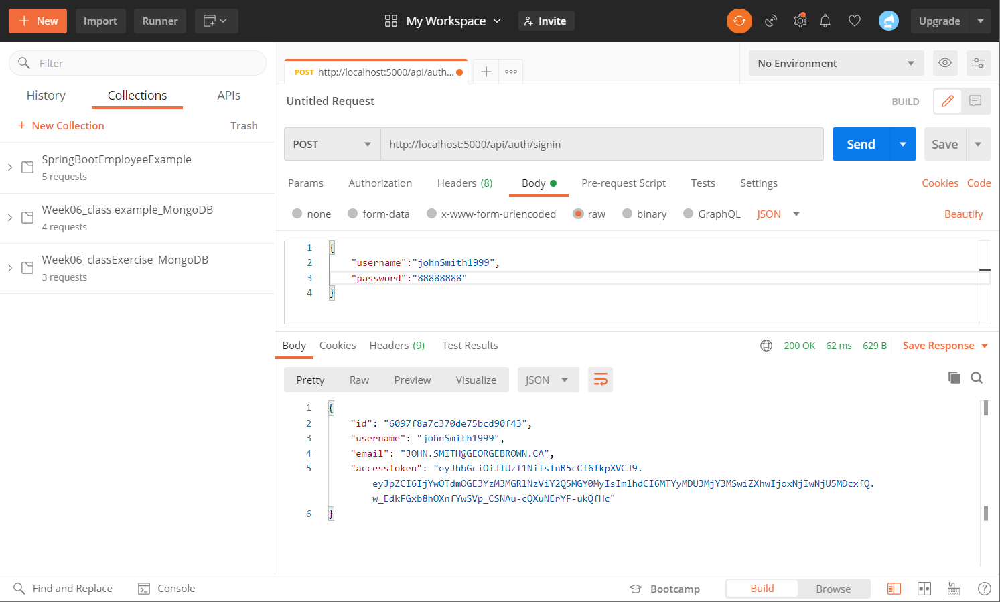 New
Import
Runner
My Workspace
Invite
Upgrade
Filter
History Collections APIs
+ New Collection Trash
SpringBootEmployeeExample
5 requests
Week06_class example_MongoDB
4 requests
Week06_classExercise_MongoDB
3 requests
POST http://localhost:5000/api/auth...
No Environment
Untitled Request
BUILD
POST http://localhost:5000/api/auth/signin
Send Save
Params Authorization Headers (8) Body Pre-request Script Tests Settings Cookies Code
none form-data x-www-form-urlencoded raw binary GraphQL JSON Beautify
1 {
2 "username":"johnSmith1999",
3 "password":"88888888"
4 }
Body Cookies Headers (9) Test Results 200 OK 62 ms 629 B Save Response
Pretty Raw Preview Visualize JSON
1 {
2 "id": "6097f8a7c370de75bcd90f43",
3 "username": "johnSmith1999",
4 "email": "JOHN.SMITH@GEORGEBROWN.CA",
5 "accessToken": "eyJhbGciOiJIUzI1NiIsInR5cCI6IkpXVCJ9.
eyJpZCI6IjYwOTdmOGE3YzM3MGRlNzViY2Q5MGY0MyIsImlhdCI6MTYyMDU3MjY3MSwiZXhwIjoxNjIwNjU5MDcxfQ.
w_EdkFGxb8hOXnfYwSVp_CSNAu-cQXuNErYF-ukQfHc"
6 }
Find and Replace Console Bootcamp Build Browse